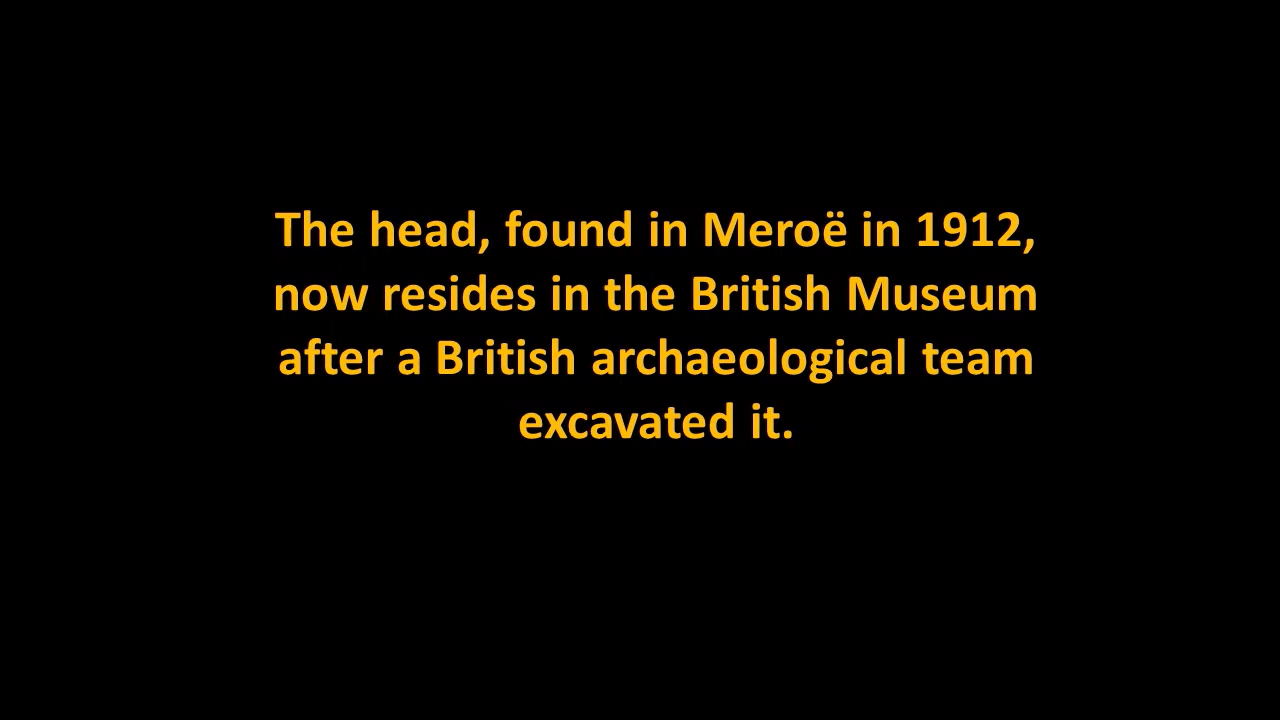 The head, found in Meroë in 1912,
now resides in the British Museum
after a British archaeological team
excavated it.